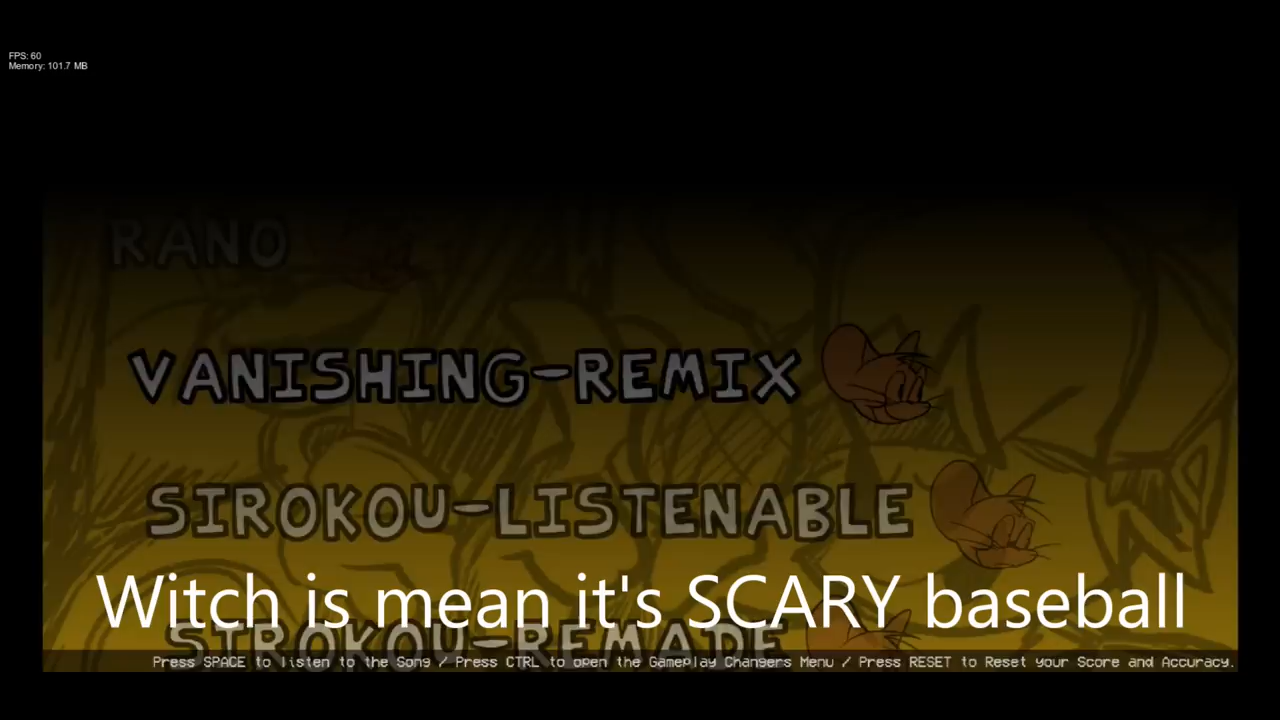 FPS: 60
Memory: 101.7 MB
RANO
VANISHING-REMIX
SIROKOU-LISTENABLE
Witch is mean it's SCARY baseball
SIROKOU-REMADE
Press SPACE to listen to the Song / Press CTRL to open the Gameplay Changers Menu / Press RESET to Reset your Score and Accuracy.